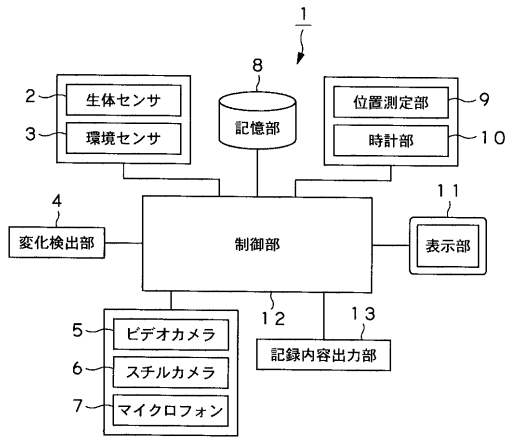 1
8
2
生体センサ
3
環境センサ
記憶部
位置測定部
9
時計部
10
4
変化検出部
制御部
11
表示部
12
5
ビデオカメラ
6
スチルカメラ
7
マイクロフォン
13
記録内容出力部